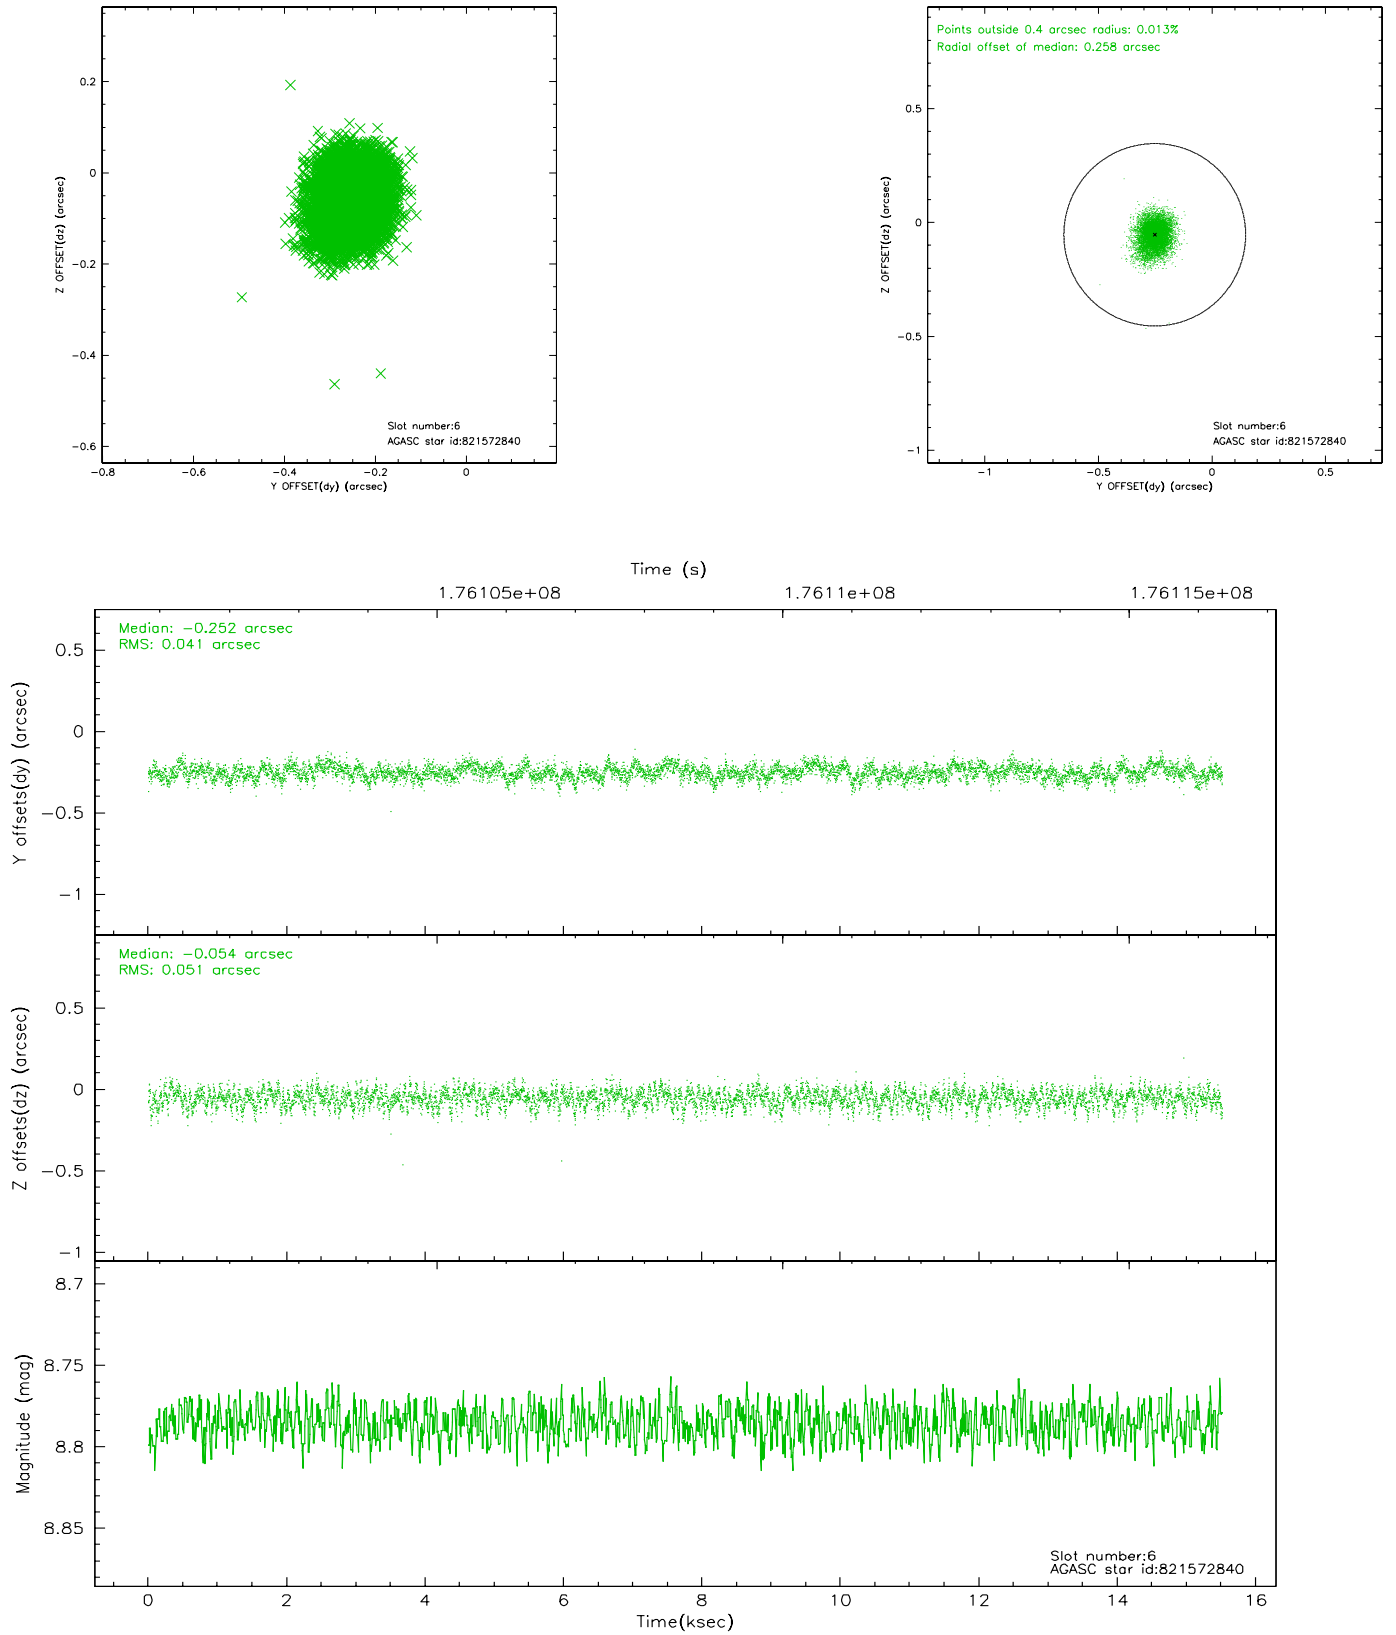 0.2
0
-0.2
-0.4
-0.6
Z OFFSET(dz) (arcsec)
Slot number:6
AGASC star id:821572840
-0.8 -0.6 -0.4 -0.2 0
Y OFFSET(dy) (arcsec)
Points outside 0.4 arcsec radius: 0.013%
Radial offset of median: 0.258 arcsec
0.5
0
-0.5
-1
Z OFFSET(dz) (arcsec)
Slot number:6
AGASC star id:821572840
-1 -0.5 0 0.5
Y OFFSET(dy) (arcsec)
Time (s)
1.76105e+08 1.7611e+08 1.76115e+08
Median: -0.252 arcsec
RMS: 0.041 arcsec
0.5
0
-0.5
-1
Y offsets(dy) (arcsec)
Median: -0.054 arcsec
RMS: 0.051 arcsec
0.5
0
-0.5
-1
Z offsets(dz) (arcsec)
8.7
8.75
8.8
8.85
Magnitude (mag)
Slot number:6
AGASC star id:821572840
0 2 4 6 8 10 12 14 16
Time(ksec)